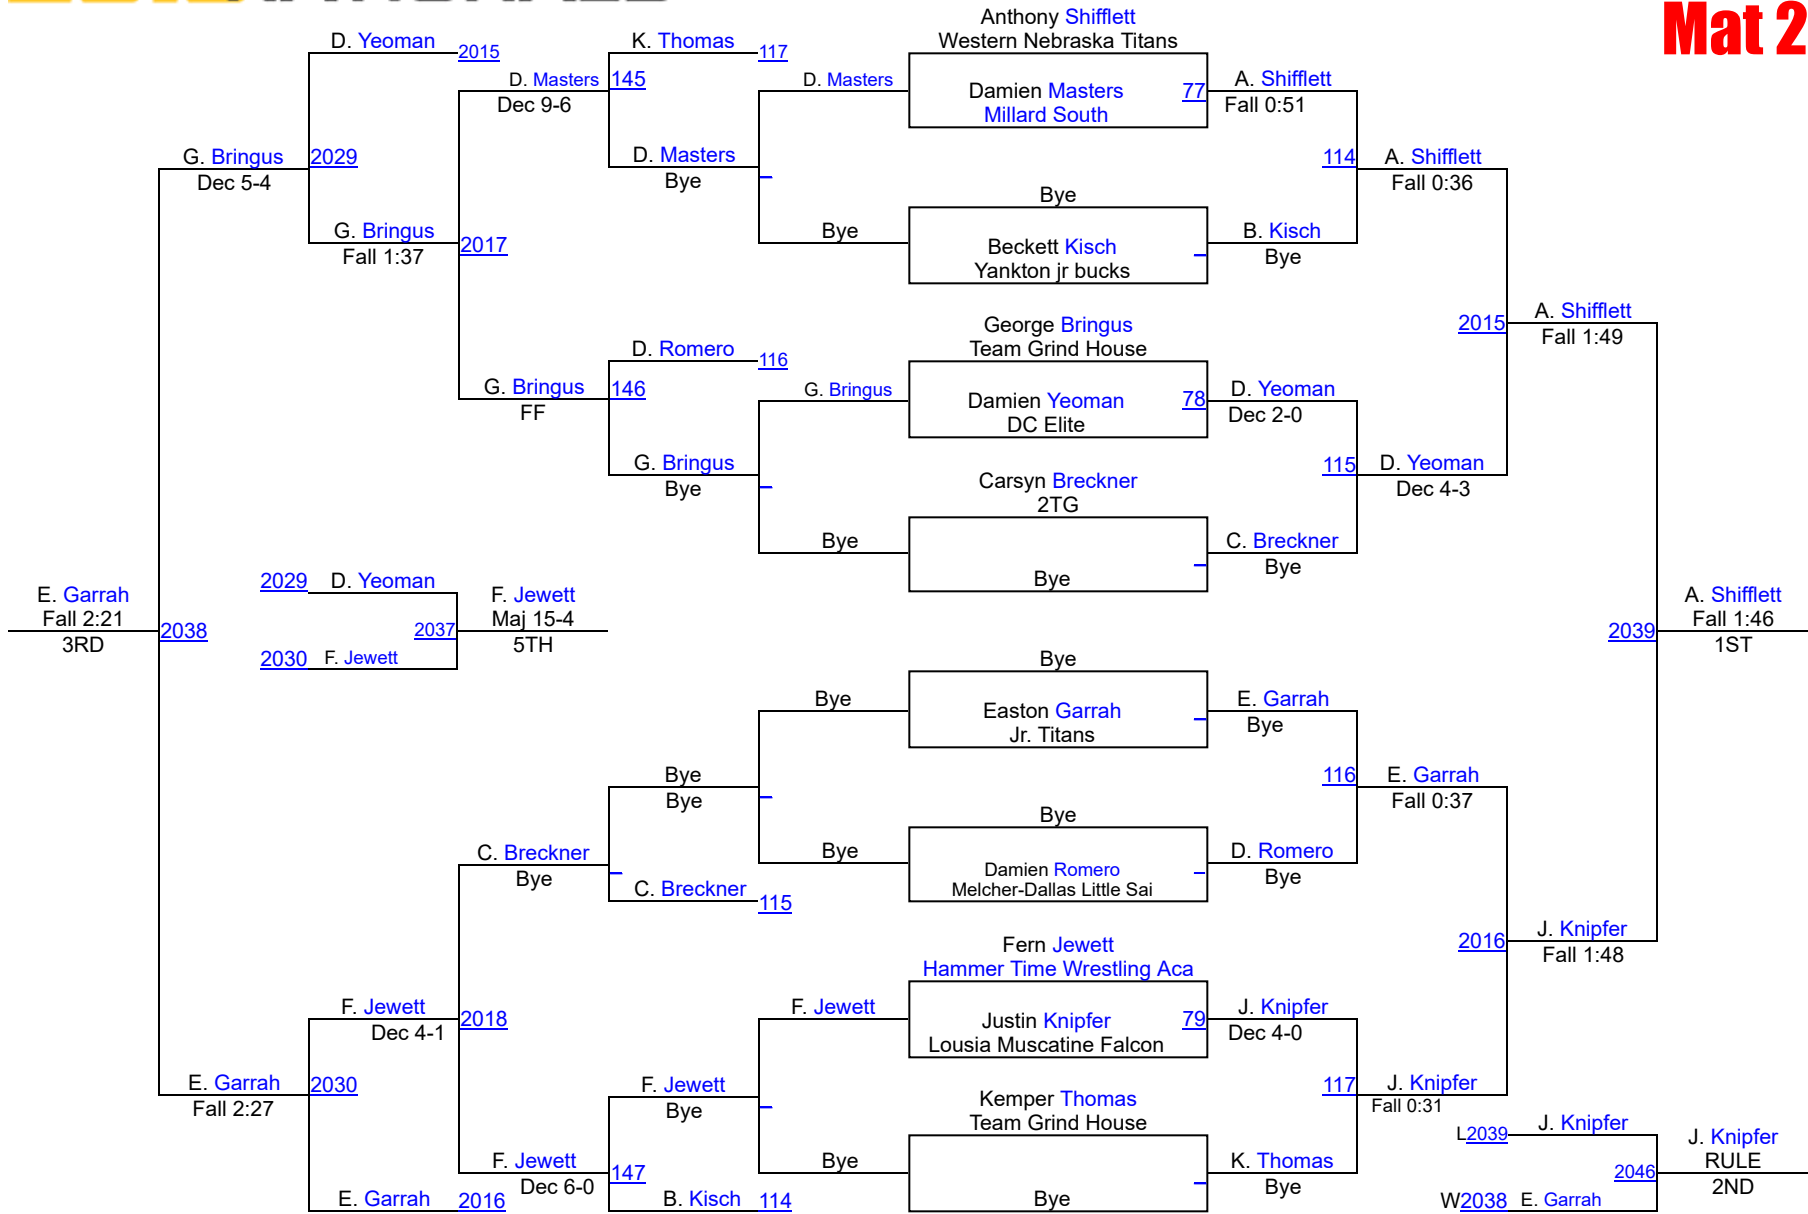 Mat 2
Anthony Shifflett
Western Nebraska Titans
D. Yeoman 2015
K. Thomas 117
D. Masters 145
Dec 9-6
D. Masters
Damien Masters 77
Millard South
A. Shifflett
Fall 0:51
G. Bringus 2029
Dec 5-4
D. Masters
Bye
114 A. Shifflett
Fall 0:36
Bye
G. Bringus 2017
Fall 1:37
Bye
Beckett Kisch
Yankton jr bucks
B. Kisch
Bye
George Bringus
Team Grind House
2015 A. Shifflett
Fall 1:49
D. Romero 116
G. Bringus 146
FF
G. Bringus
Damien Yeoman 78
DC Elite
D. Yeoman
Dec 2-0
G. Bringus
Bye
115 D. Yeoman
Dec 4-3
Carsyn Breckner
2TG
Bye
Bye
C. Breckner
Bye
2029 D. Yeoman
E. Garrah
Fall 2:21
3RD
2038
2037
F. Jewett
Maj 15-4
5TH
2030 F. Jewett
2039
A. Shifflett
Fall 1:46
1ST
Bye
Bye
Easton Garrah
Jr. Titans
E. Garrah
Bye
Bye
Bye
116 E. Garrah
Fall 0:37
Bye
C. Breckner
Bye
Bye
Damien Romero
Melcher-Dallas Little Sai
D. Romero
Bye
C. Breckner 115
Fern Jewett
Hammer Time Wrestling Aca
2016 J. Knipfer
Fall 1:48
F. Jewett 2018
Dec 4-1
F. Jewett
Justin Knipfer 79
Lousia Muscatine Falcon
J. Knipfer
Dec 4-0
E. Garrah 2030
Fall 2:27
F. Jewett
Bye
117 J. Knipfer
Fall 0:31
Kemper Thomas
Team Grind House
F. Jewett 147
Dec 6-0
Bye
Bye
K. Thomas
Bye
E. Garrah 2016
B. Kisch 114
L2039 J. Knipfer
2046
J. Knipfer
RULE
2ND
W2038 E. Garrah